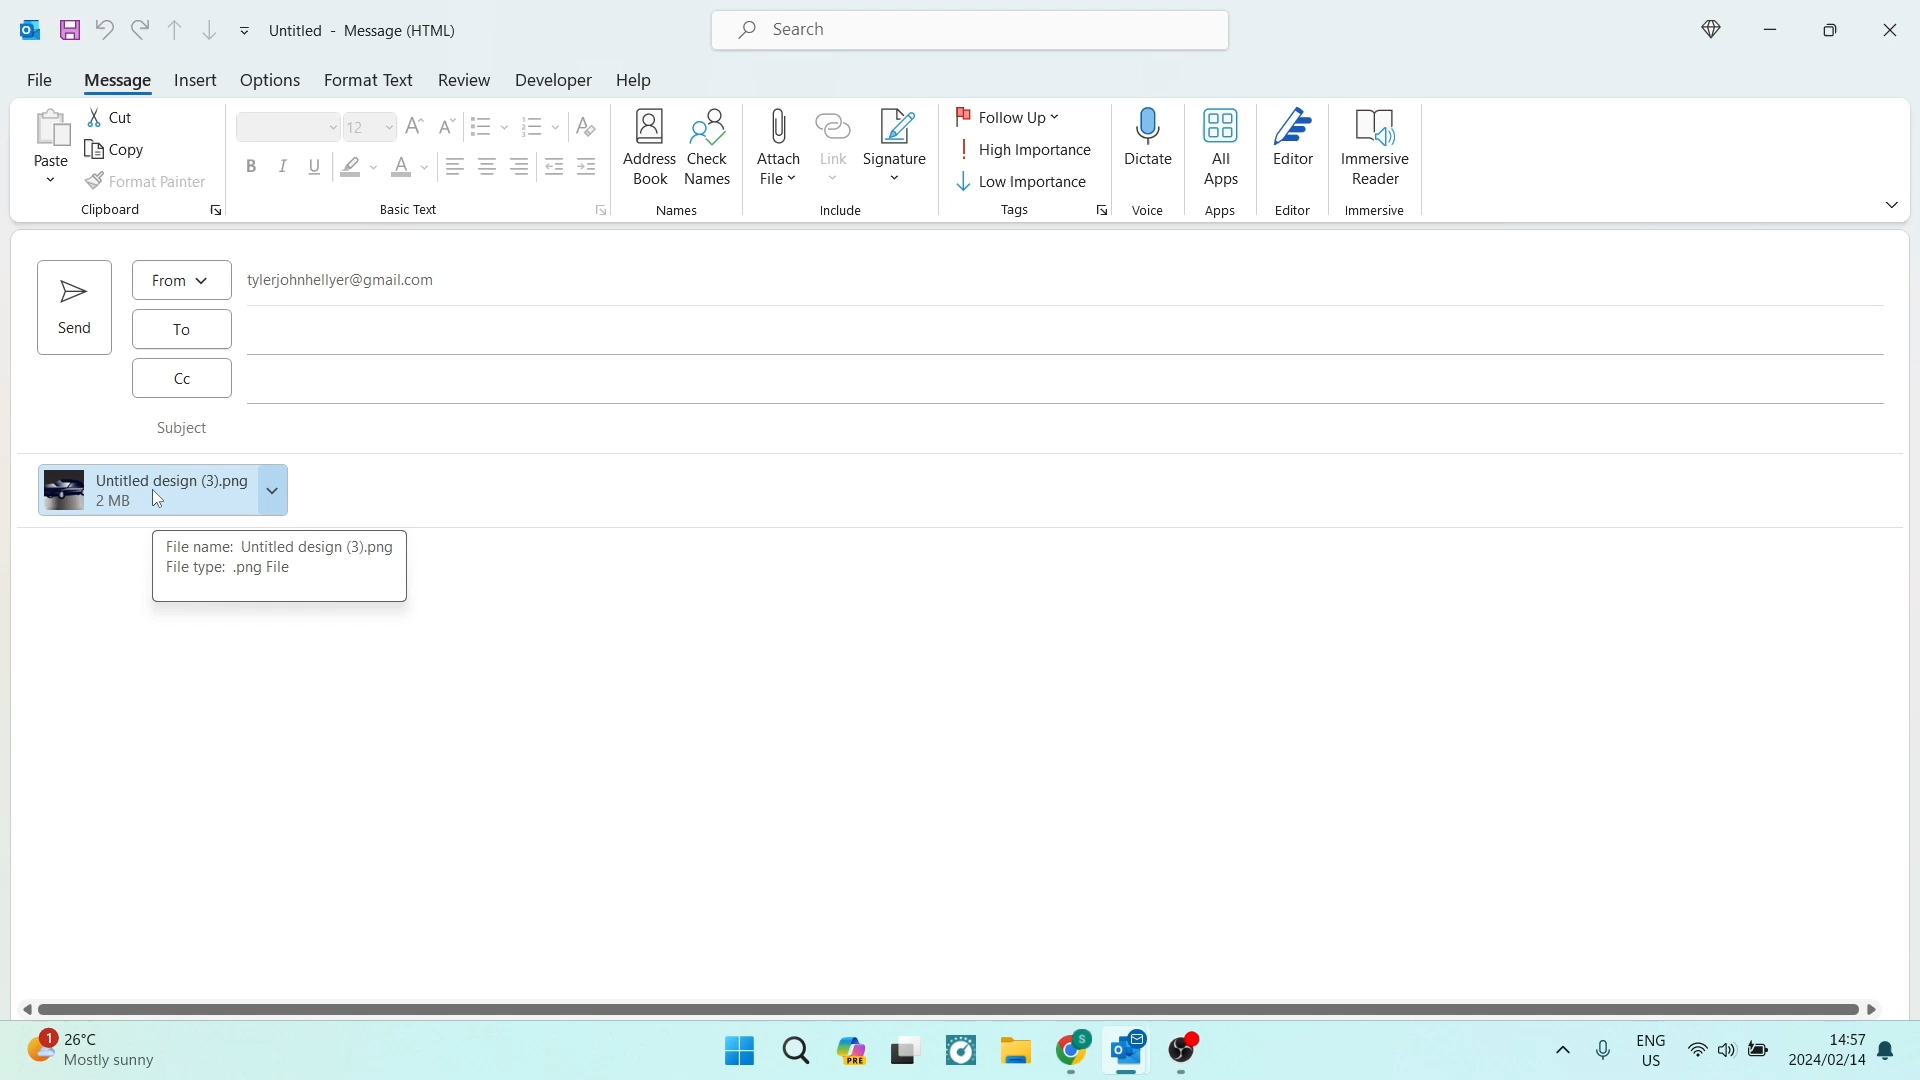 Untitled - Message (HTML)
Search
File Message Insert Options Format Text Review Developer Help
Paste
Cut
Copy
Format Painter
Clipboard
12
B I U
Basic Text
Address Book
Check Names
Names
Attach File
Link
Signature
Include
Follow Up
High Importance
Low Importance
Tags
Dictate
Voice
All Apps
Apps
Editor
Editor
Immersive Reader
Immersive
Send
From tylerjohnhellyer@gmail.com
To
Cc
Subject
Untitled design (3).png
2 MB
File name: Untitled design (3).png
File type: .png File
1
26°C
Mostly sunny
PRE
S
ENG
US
14:57
2024/02/14